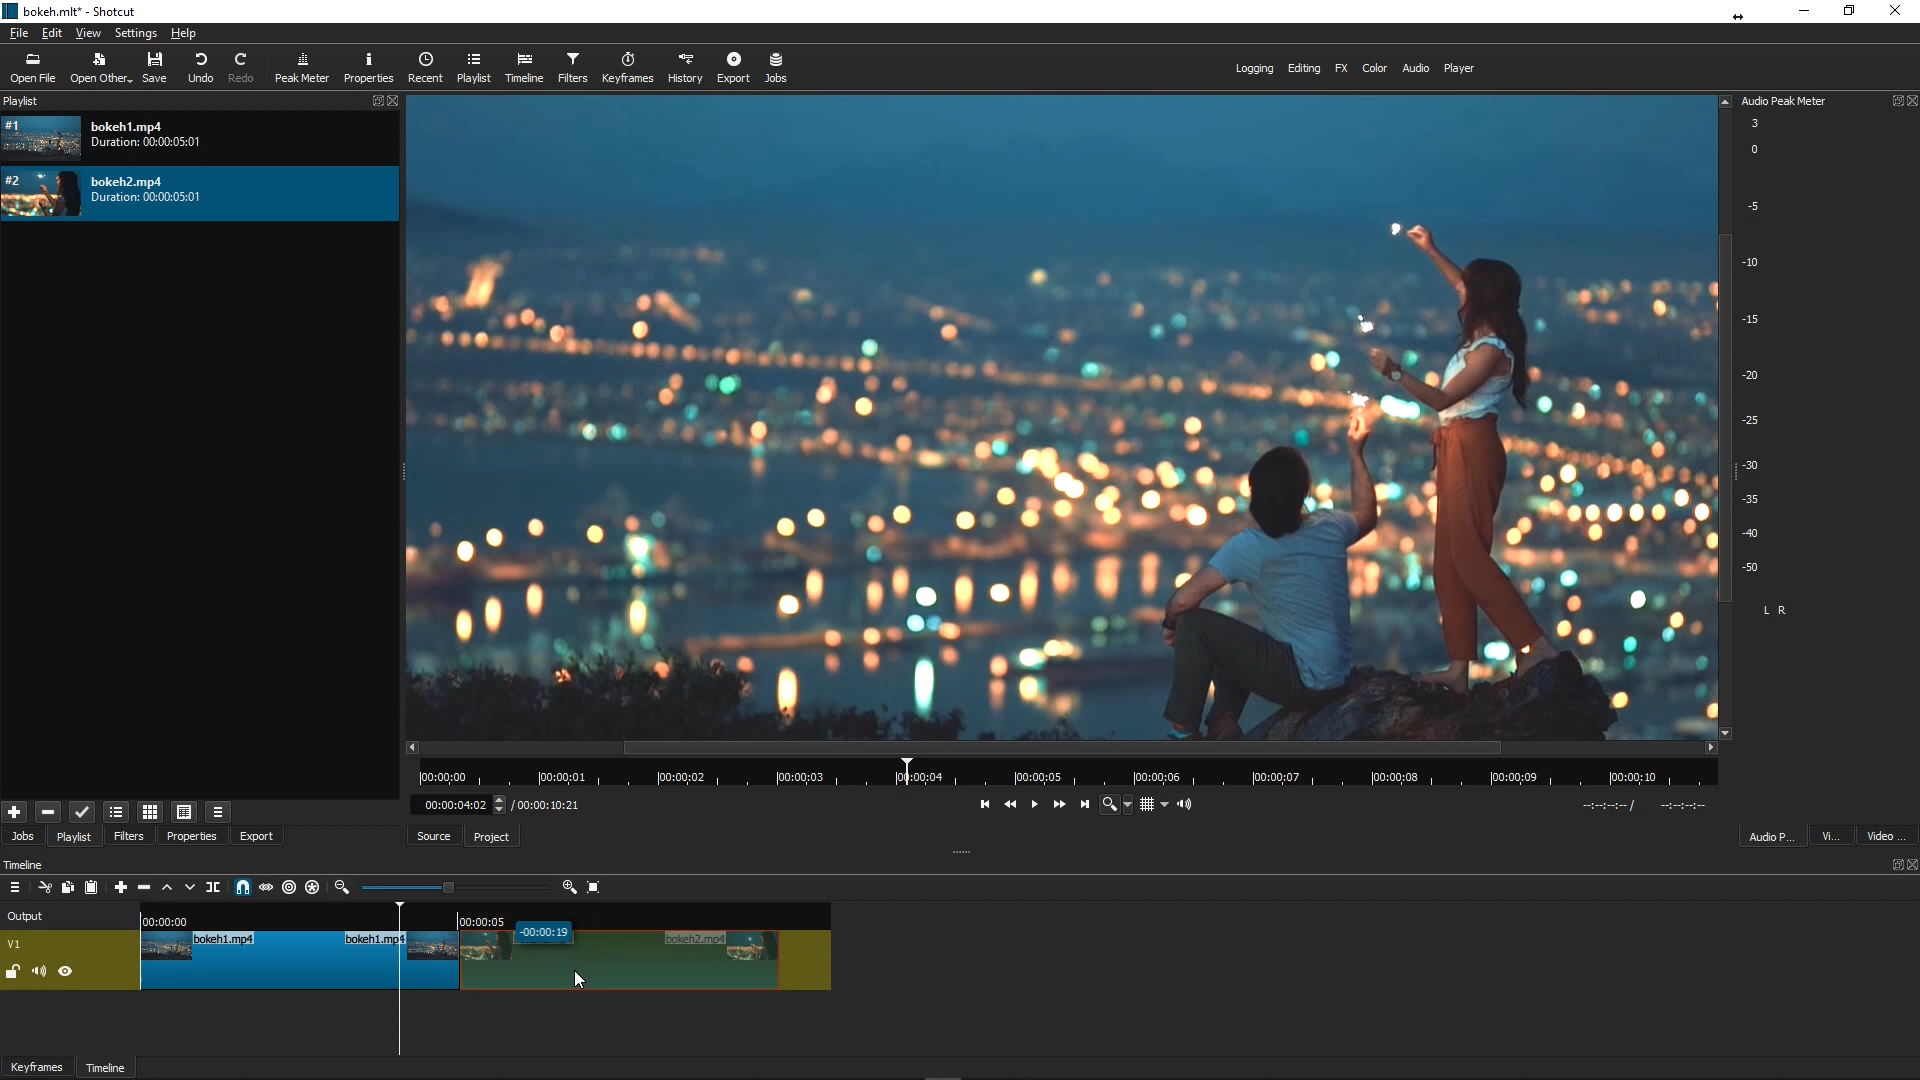 bokeh.mlt* - Shotcut
File Edit View Settings Help
Open File Open Other... Save Undo Redo Peak Meter Properties Recent Playlist Timeline Filters Keyframes History Export Jobs
Logging Editing FX Color Audio Player
Playlist
#1 bokeh1.mp4
Duration: 00:00:05:01
#2 bokeh2.mp4
Duration: 00:00:05:01
Audio Peak Meter
3
0
-5
-10
-15
-20
-25
-30
-35
-40
-50
L R
00:00:00 00:00:01 00:00:02 00:00:03 00:00:04 00:00:05 00:00:06 00:00:07 00:00:08 00:00:09 00:00:10
00:00:04:02 / 00:00:10:21 --:--:--:-- / --:--:--:--
Jobs Playlist Filters Properties Export
Source Project
Audio P... Vi... Video ...
Timeline
Output 00:00:00 00:00:05
-00:00:19
V1 bokeh1.mp4 bokeh1.mp4 bokeh2.mp4
Keyframes Timeline